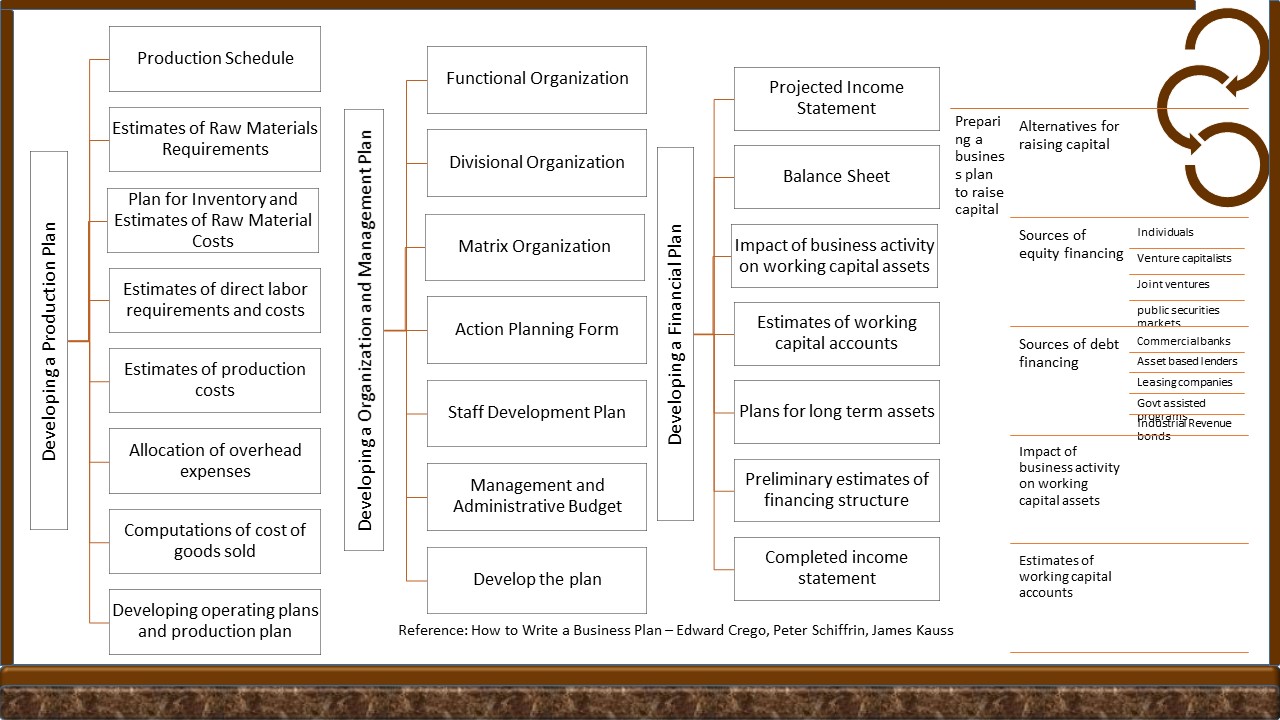 Developing a Production Plan
Production Schedule
Estimates of Raw Materials
Requirements
Plan for Inventory and
Estimates of Raw Material
Costs
Estimates of direct labor
requirements and costs
Estimates of production
costs
Allocation of overhead
expenses
Computations of cost of
goods sold
Developing operating plans
and production plan
Developing a Organization and Management Plan
Functional Organization
Divisional Organization
Matrix Organization
Action Planning Form
Staff Development Plan
Management and
Administrative Budget
Develop the plan
Developing a Financial Plan
Projected Income
Statement
Balance Sheet
Impact of business activity
on working capital assets
Estimates of working
capital accounts
Plans for long term assets
Preliminary estimates of
financing structure
Completed income
statement
Prepari
ng a
busines
s plan
to raise
capital
Alternatives for
raising capital
Sources of
equity financing
Individuals
Venture capitalists
Joint ventures
public securities
markets
Sources of debt
financing
Commercial banks
Asset based lenders
Leasing companies
Govt assisted
programs
Industrial Revenue
bonds
Impact of
business activity
on working
capital assets
Estimates of
working capital
accounts
Reference: How to Write a Business Plan – Edward Crego, Peter Schiffrin, James Kauss